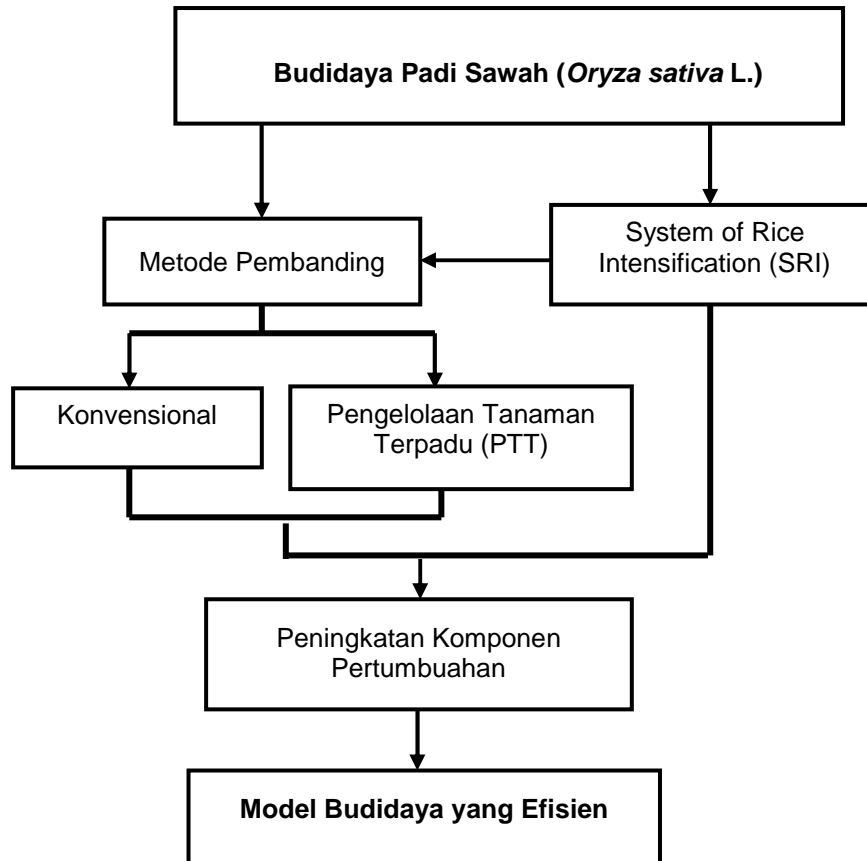 Budidaya Padi Sawah (Oryza sativa L.)
Metode Pembanding
System of Rice
Intensification (SRI)
Konvensional
Pengelolaan Tanaman
Terpadu (PTT)
Peningkatan Komponen
Pertumbuahan
Model Budidaya yang Efisien